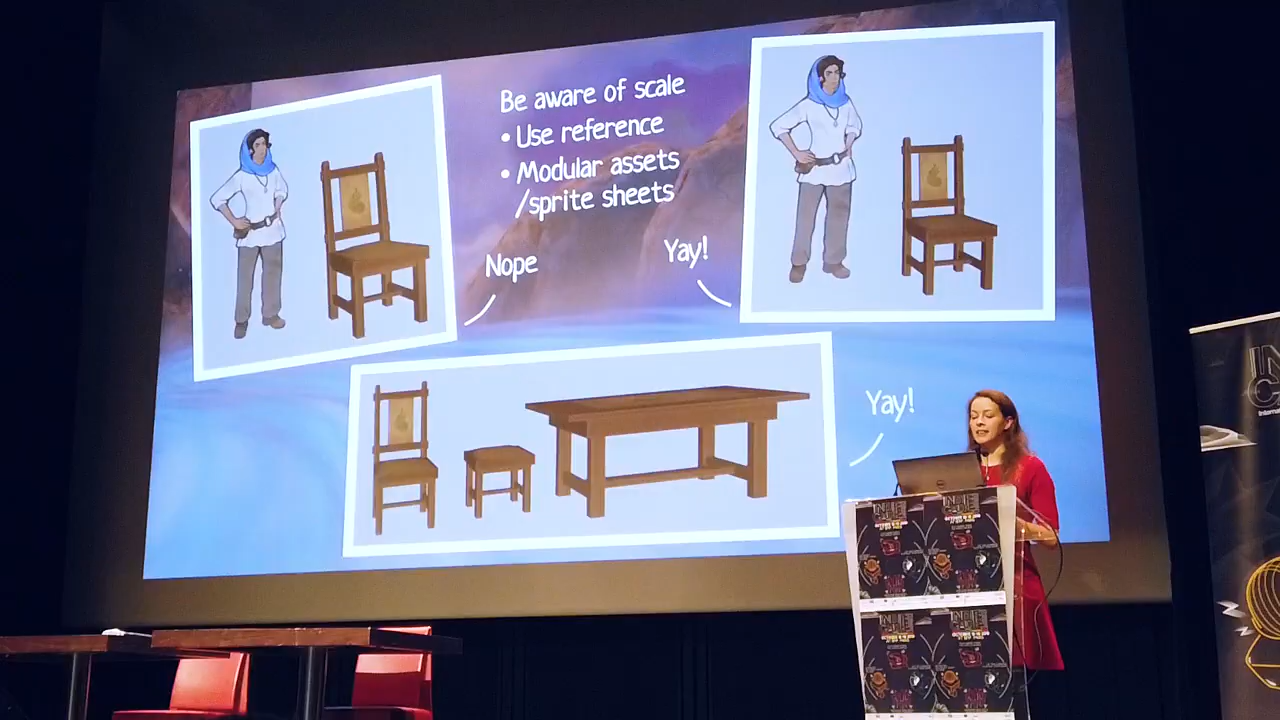 Be aware of scale
• Use reference
• Modular assets
/sprite sheets
Nope
Yay!
Yay!